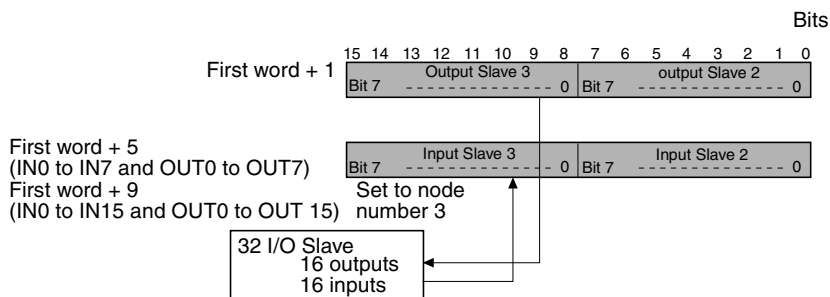 Bits
15 14 13 12 11 10 9 8 7 6 5 4 3 2 1 0
First word + 1
Output Slave 3
output Slave 2
Bit 7 - - - - - - - - - - - - - - 0 Bit 7 - - - - - - - - - - - - - - 0
First word + 5
(IN0 to IN7 and OUT0 to OUT7)
Input Slave 3
Input Slave 2
Bit 7 - - - - - - - - - - - - - - 0 Bit 7 - - - - - - - - - - - - - - 0
First word + 9
(IN0 to IN15 and OUT0 to OUT 15)
Set to node
number 3
32 I/O Slave
16 outputs
16 inputs